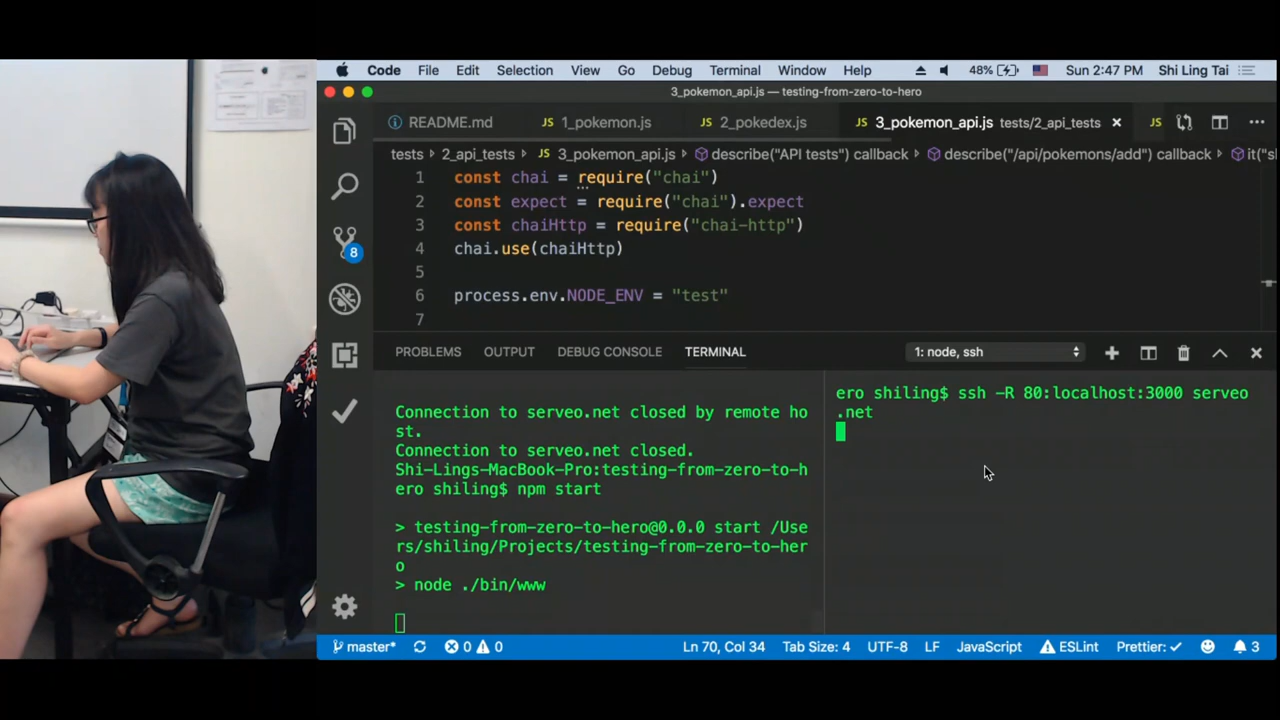 Code File Edit Selection View Go Debug Terminal Window Help 48% Sun 2:47 PM Shi Ling Tai
3_pokemon_api.js — testing-from-zero-to-hero
README.md JS 1_pokemon.js JS 2_pokedex.js JS 3_pokemon_api.js tests/2_api_tests JS
tests 2_api_tests JS 3_pokemon_api.js describe("API tests") callback describe("/api/pokemons/add") callback it("s
1 const chai = require("chai")
2 const expect = require("chai").expect
3 const chaiHttp = require("chai-http")
4 chai.use(chaiHttp)
5
6 process.env.NODE_ENV = "test"
7
8
PROBLEMS OUTPUT DEBUG CONSOLE TERMINAL 1: node, ssh
Connection to serveo.net closed by remote ho
st.
Connection to serveo.net closed.
Shi-Lings-MacBook-Pro:testing-from-zero-to-h
ero shiling$ npm start
> testing-from-zero-to-hero@0.0.0 start /Use
rs/shiling/Projects/testing-from-zero-to-her
o
> node ./bin/www
ero shiling$ ssh -R 80:localhost:3000 serveo
.net
master* 0 0 Ln 70, Col 34 Tab Size: 4 UTF-8 LF JavaScript ESLint Prettier: 3